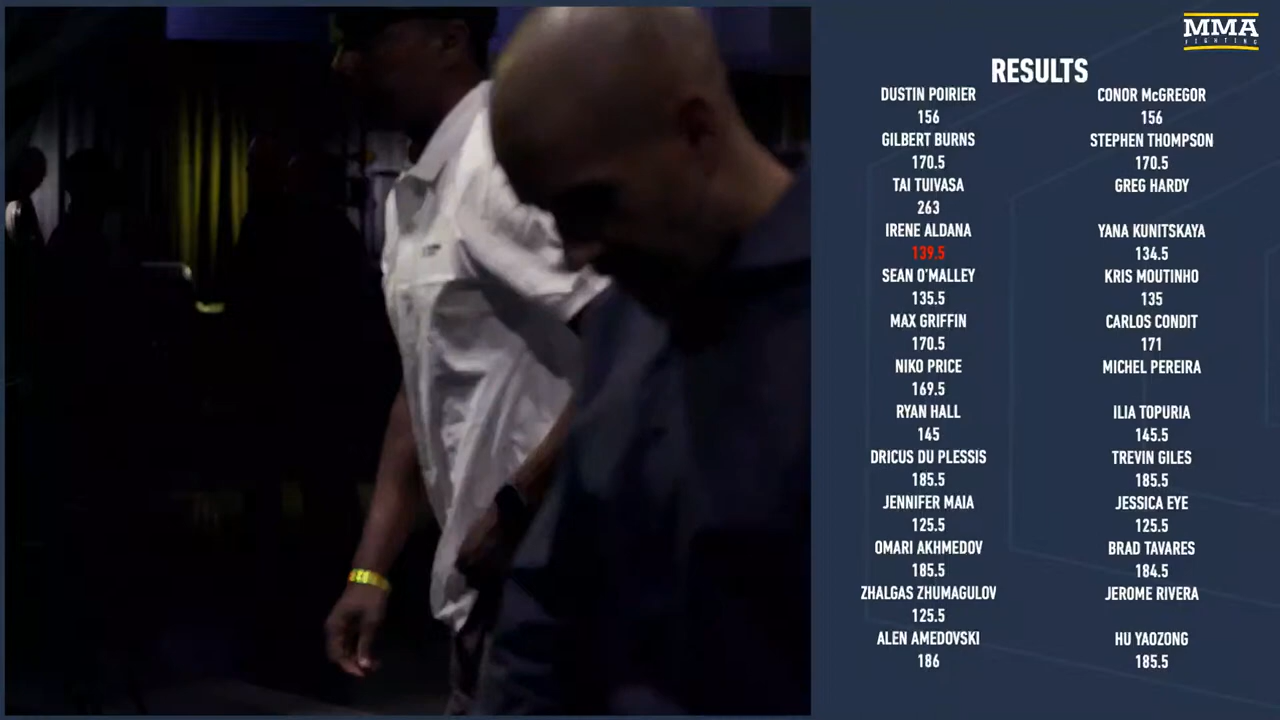 MMA
FIGHTING
RESULTS
DUSTIN POIRIER CONOR McGREGOR
156 156
GILBERT BURNS STEPHEN THOMPSON
170.5 170.5
TAI TUIVASA GREG HARDY
263
IRENE ALDANA YANA KUNITSKAYA
139.5 134.5
SEAN O'MALLEY KRIS MOUTINHO
135.5 135
MAX GRIFFIN CARLOS CONDIT
170.5 171
NIKO PRICE MICHEL PEREIRA
169.5
RYAN HALL ILIA TOPURIA
145 145.5
DRICUS DU PLESSIS TREVIN GILES
185.5 185.5
JENNIFER MAIA JESSICA EYE
125.5 125.5
OMARI AKHMEDOV BRAD TAVARES
185.5 184.5
ZHALGAS ZHUMAGULOV JEROME RIVERA
125.5
ALEN AMEDOVSKI HU YAOZONG
186 185.5